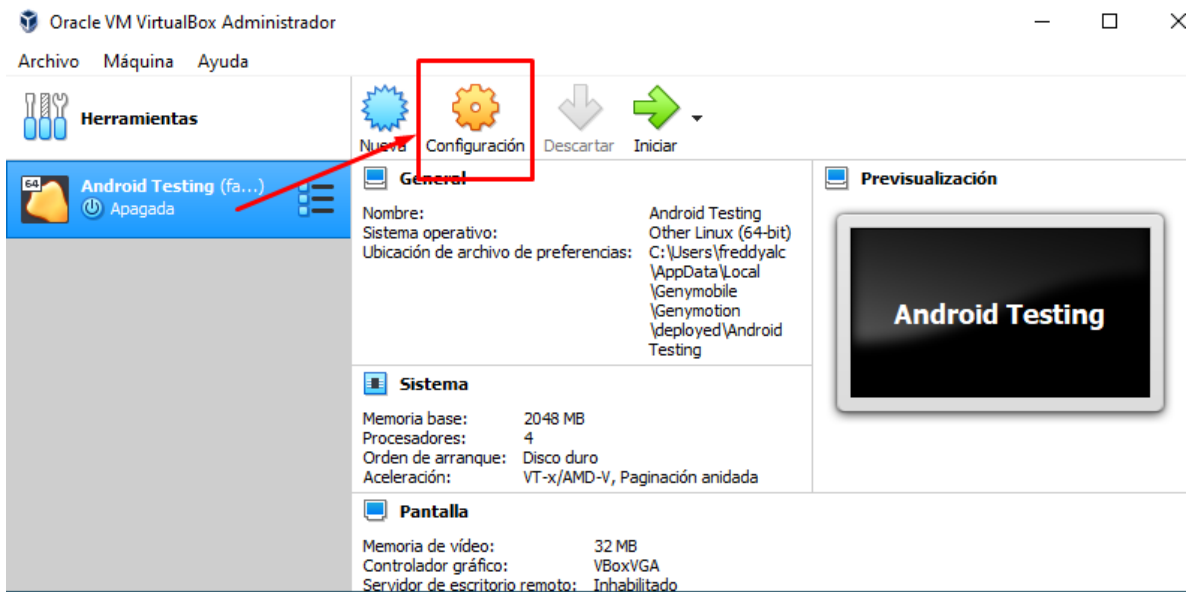 Oracle VM VirtualBox Administrador
Archivo Máquina Ayuda
Herramientas
Nueva Configuración Descartar Iniciar
64
Android Testing (fa...)
Apagada
General
Nombre: Android Testing
Sistema operativo: Other Linux (64-bit)
Ubicación de archivo de preferencias: C:\Users\freddyalc
\AppData\Local
\Genymobile
\Genymotion
\deployed\Android
Testing
Previsualización
Android Testing
Sistema
Memoria base: 2048 MB
Procesadores: 4
Orden de arranque: Disco duro
Aceleración: VT-x/AMD-V, Paginación anidada
Pantalla
Memoria de vídeo: 32 MB
Controlador gráfico: VBoxVGA
Servidor de escritorio remoto: Inhabilitado